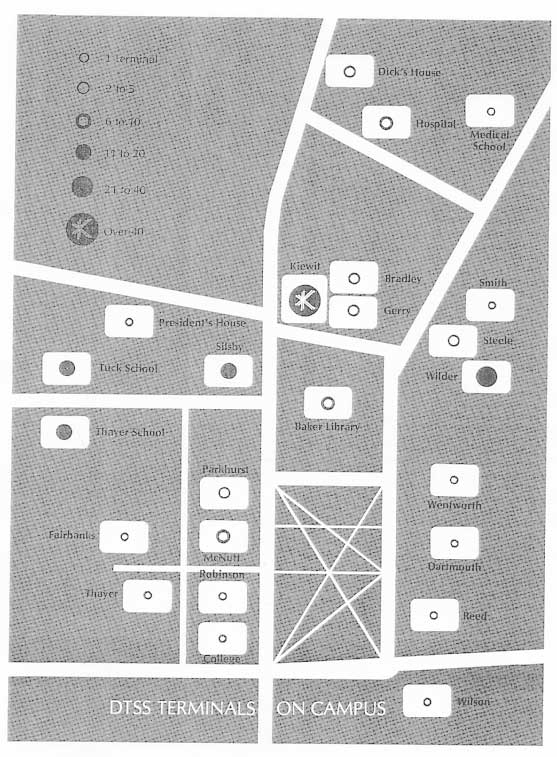 1 Terminal
2 to 5
6 to 10
11 to 20
21 to 40
Over 40
Dick's House
Hospital
Medical
School
Kiewit
Bradley
Gerry
Smith
Steele
Wilder
President's House
Silsby
Tuck School
Baker Library
Thayer School
Parkhurst
Wentworth
Fairbanks
McNutt
Dartmouth
Robinson
Thayer
Reed
College
DTSS TERMINALS ON CAMPUS
Wilson